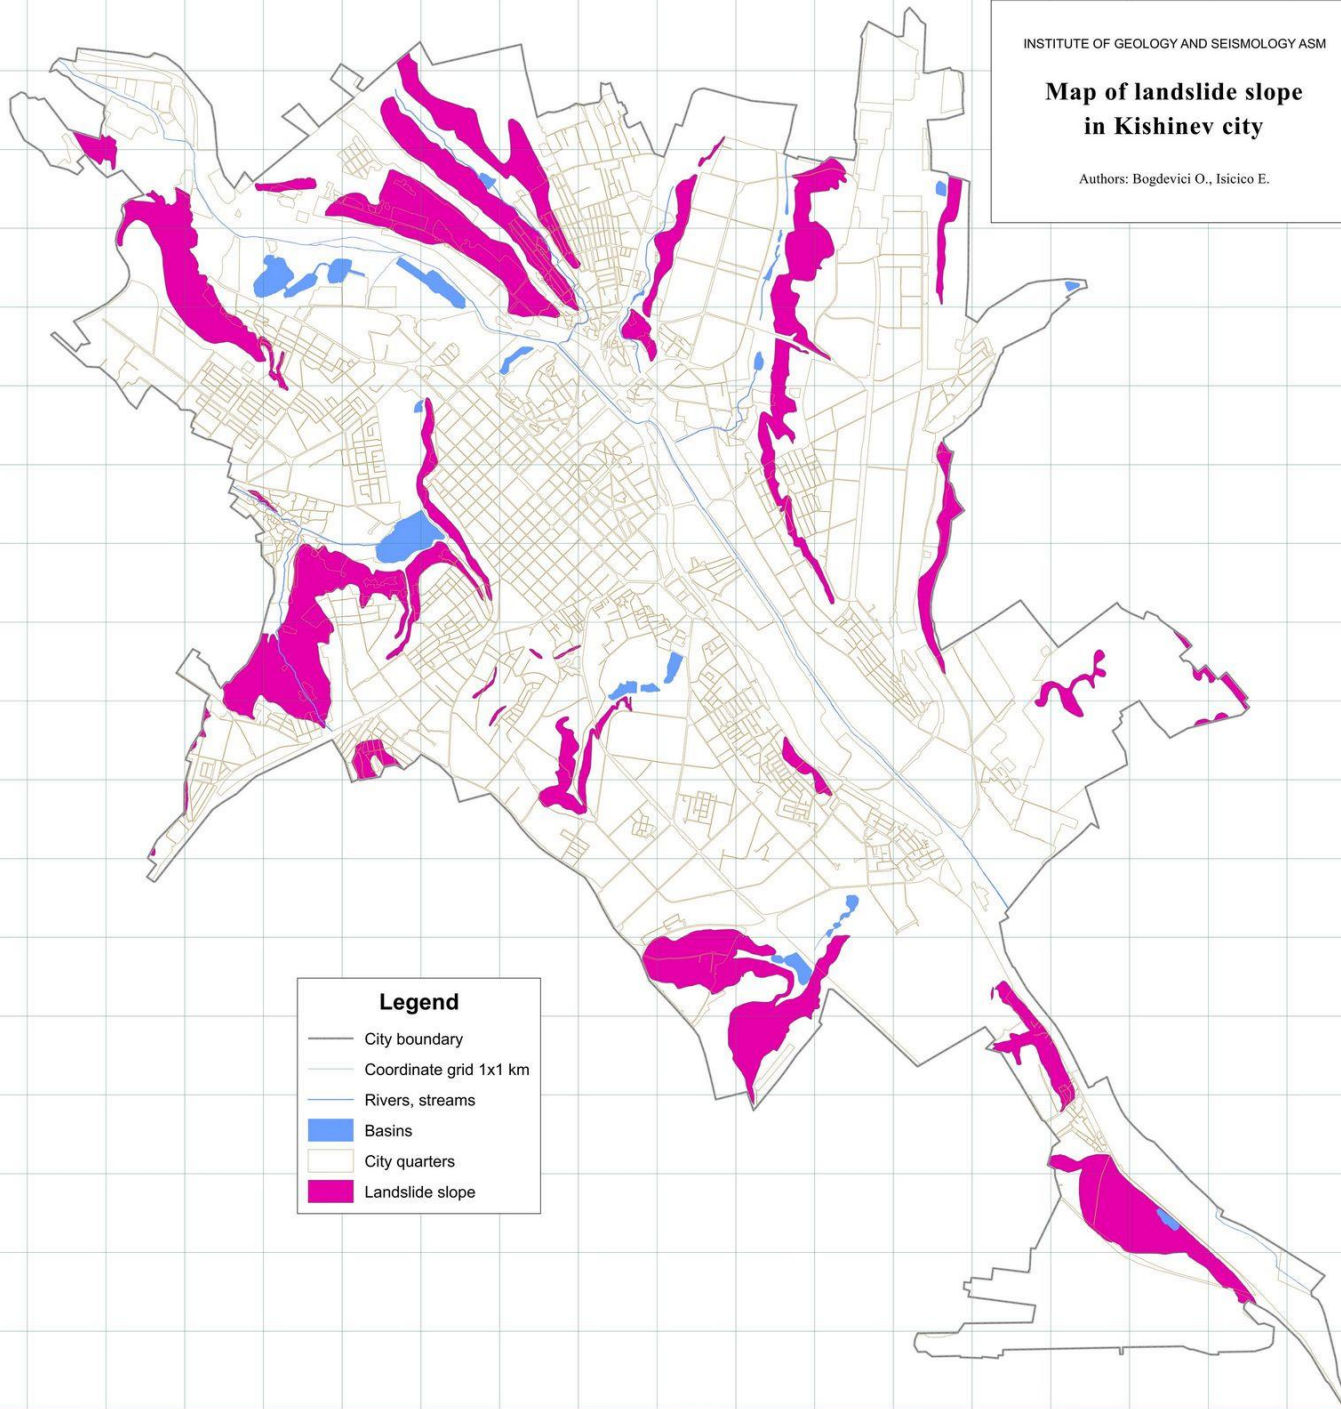 INSTITUTE OF GEOLOGY AND SEISMOLOGY ASM
Map of landslide slope
in Kishinev city
Authors: Bogdevici O., Isicico E.
Legend
City boundary
Coordinate grid 1x1 km
Rivers, streams
Basins
City quarters
Landslide slope